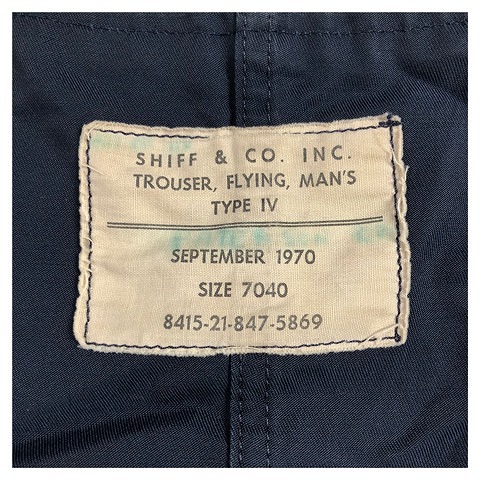 SHIFF & CO. INC.
TROUSER, FLYING, MAN'S
TYPE IV
SEPTEMBER 1970
SIZE 7040
8415-21-847-5869